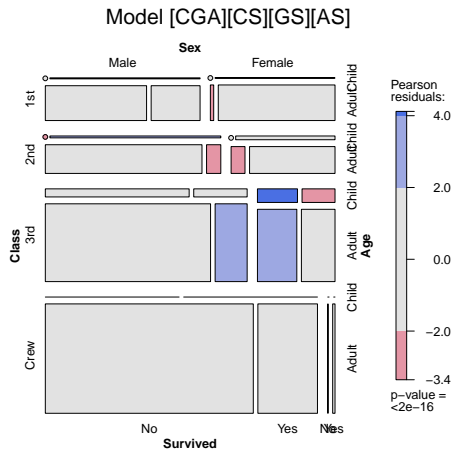 Model [CGA][CS][GS][AS]
Sex
Male Female
Pearson
residuals:
4.0
2.0
0.0
−2.0
−3.4
p−value =
<2e−16
Class
1st
2nd
3rd
Crew
Age
Child
Adult
Child
Adult
Child
Adult
Child
Adult
No Yes No Yes
Survived